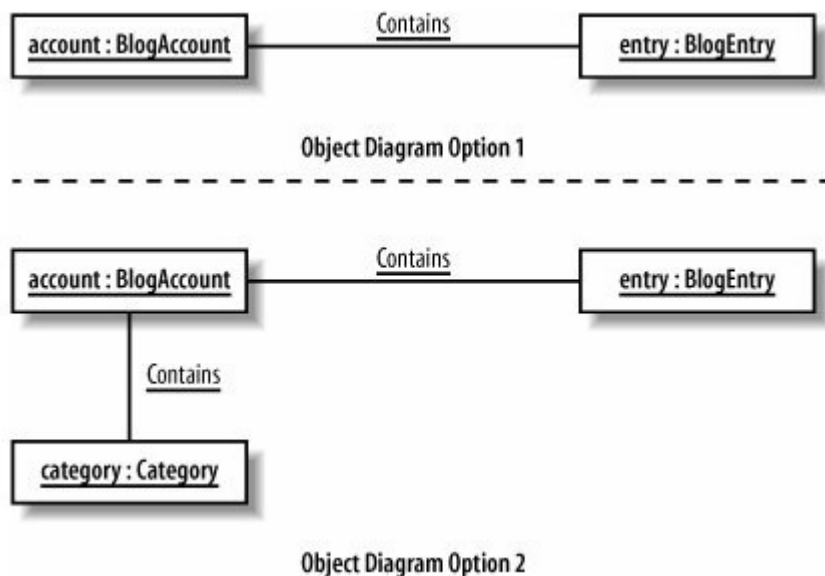 account : BlogAccount
Contains
entry : BlogEntry
Object Diagram Option 1
account : BlogAccount
Contains
entry : BlogEntry
Contains
category : Category
Object Diagram Option 2